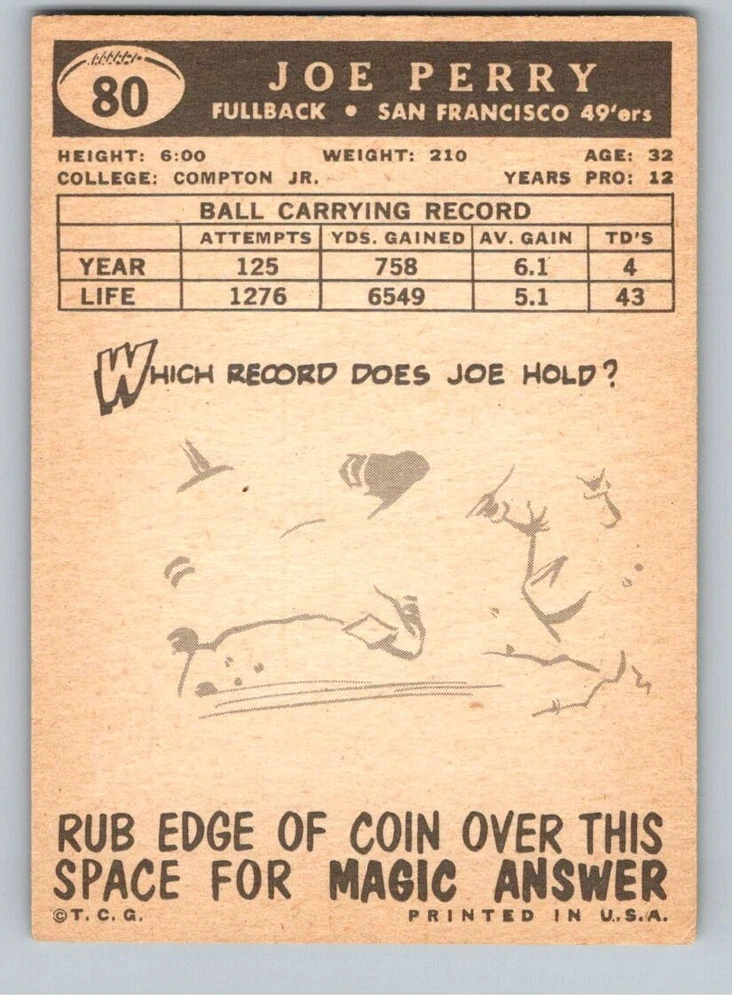 80
JOE PERRY
FULLBACK • SAN FRANCISCO 49'ers
HEIGHT: 6:00 WEIGHT: 210 AGE: 32
COLLEGE: COMPTON JR. YEARS PRO: 12
BALL CARRYING RECORD
ATTEMPTS YDS. GAINED AV. GAIN TD'S
YEAR 125 758 6.1 4
LIFE 1276 6549 5.1 43
WHICH RECORD DOES JOE HOLD?
RUB EDGE OF COIN OVER THIS
SPACE FOR MAGIC ANSWER
©T. C. G. PRINTED IN U.S.A.